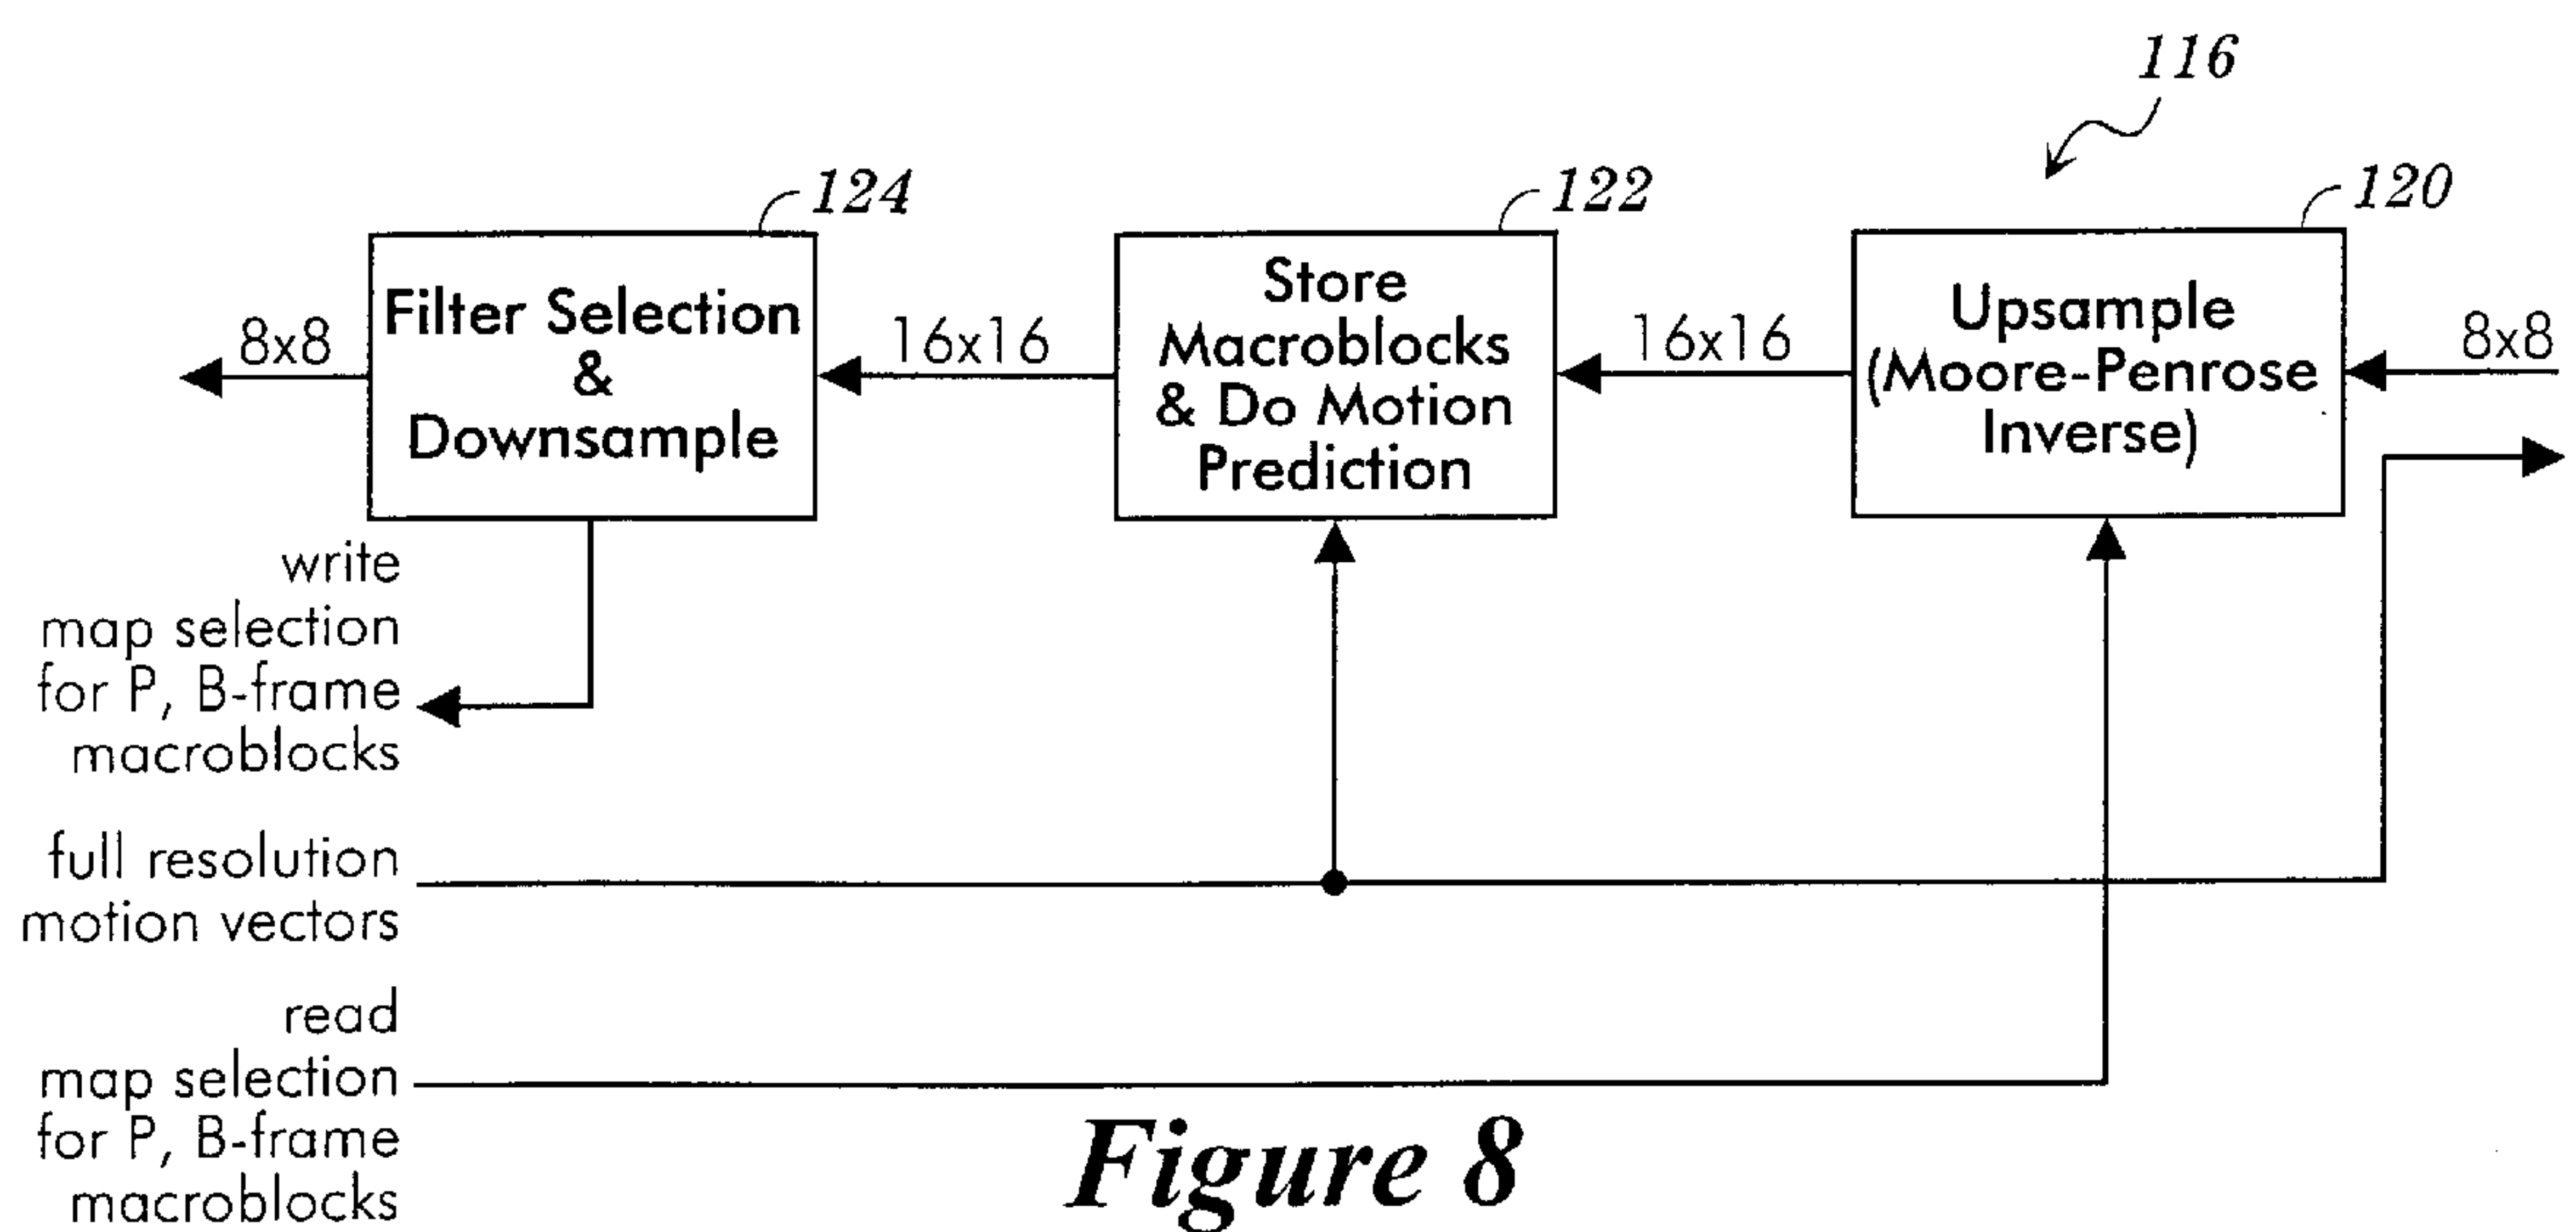 116
124
122
120
8x8
Filter Selection
&
Downsample
16x16
Store
Macroblocks
& Do Motion
Prediction
16x16
Upsample
(Moore-Penrose
Inverse)
8x8
write
map selection
for P, B-frame
macroblocks
full resolution
motion vectors
read
map selection
for P, B-frame
macroblocks
Figure 8